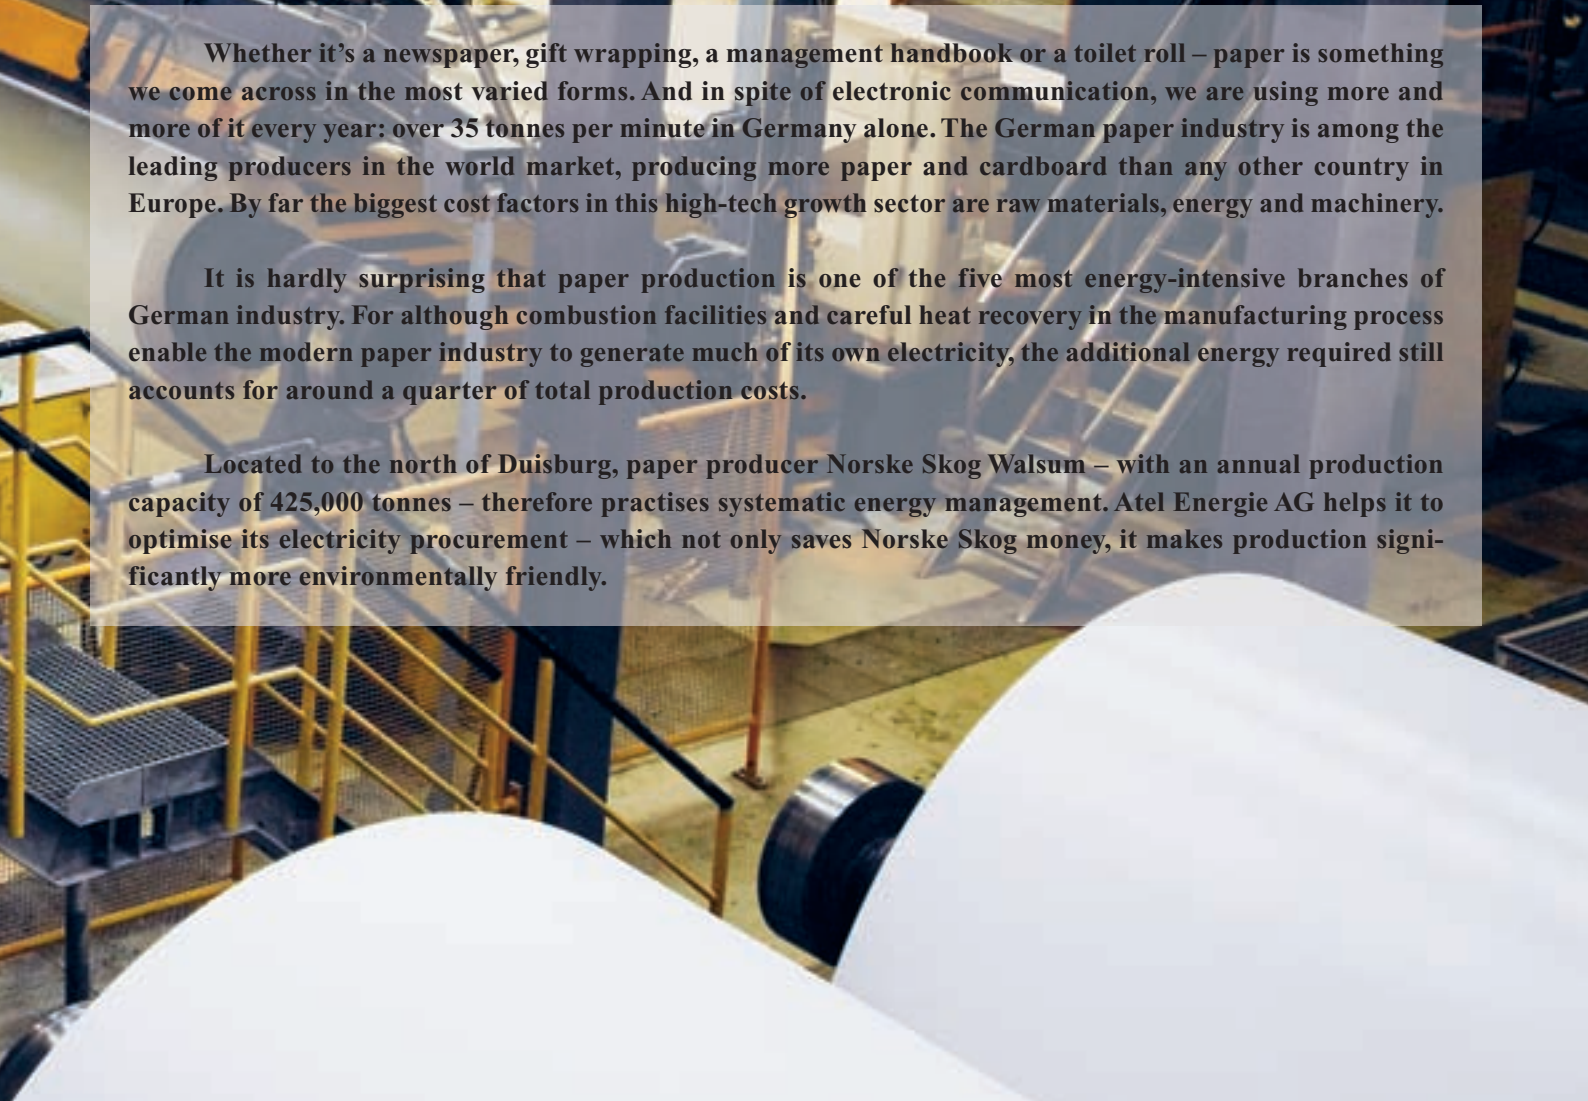 Whether it’s a newspaper, gift wrapping, a management handbook or a toilet roll – paper is something
we come across in the most varied forms. And in spite of electronic communication, we are using more and
more of it every year: over 35 tonnes per minute in Germany alone. The German paper industry is among the
leading producers in the world market, producing more paper and cardboard than any other country in
Europe. By far the biggest cost factors in this high-tech growth sector are raw materials, energy and machinery.
It is hardly surprising that paper production is one of the five most energy-intensive branches of
German industry. For although combustion facilities and careful heat recovery in the manufacturing process
enable the modern paper industry to generate much of its own electricity, the additional energy required still
accounts for around a quarter of total production costs.
Located to the north of Duisburg, paper producer Norske Skog Walsum – with an annual production
capacity of 425,000 tonnes – therefore practises systematic energy management. Atel Energie AG helps it to
optimise its electricity procurement – which not only saves Norske Skog money, it makes production signi-
ficantly more environmentally friendly.